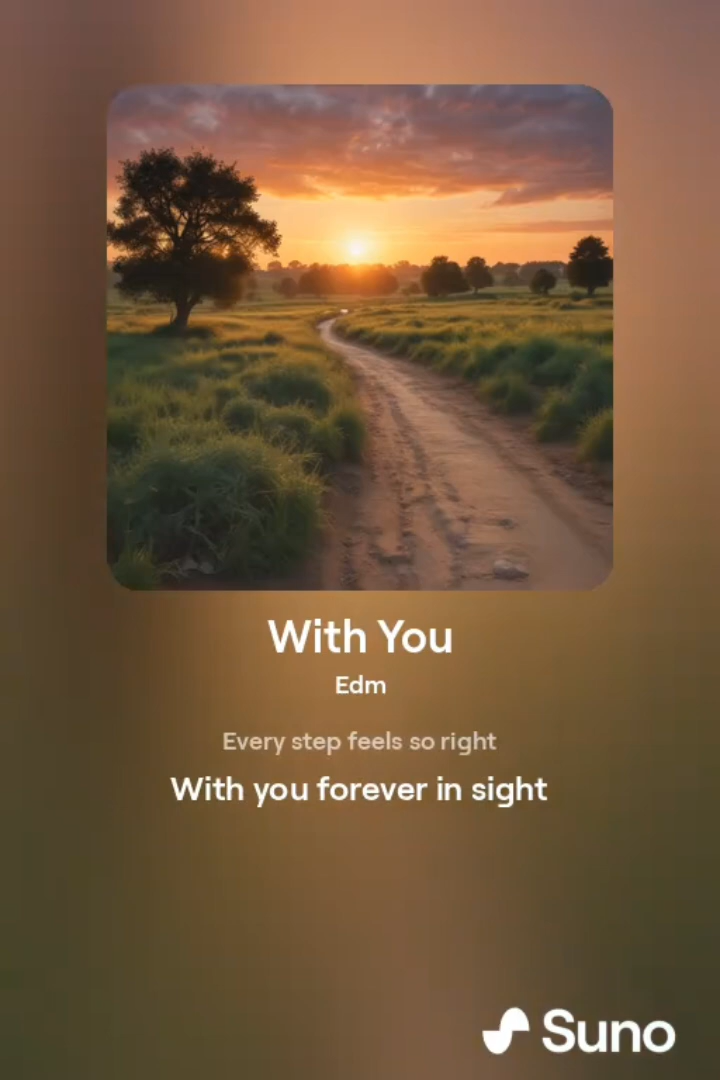 With You
Edm
Every step feels so right
With you forever in sight
Suno